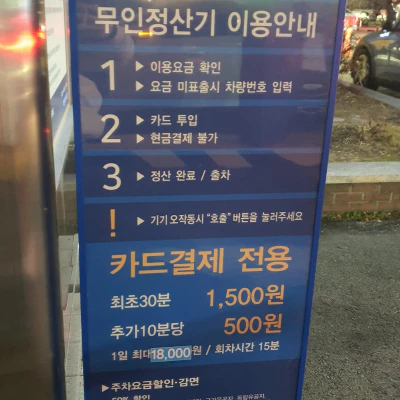 무인정산기 이용안내
1 ▶ 이용요금 확인
▶ 요금 미표출시 차량번호 입력
2 ▶ 카드 투입
▶ 현금결제 불가
3 ▶ 정산 완료 / 출차
! ▶ 기기 오작동시 "호출" 버튼을 눌러주세요
카드결제 전용
최초30분 1,500원
추가10분당 500원
1일 최대18,000원 / 회차시간 15분
▶ 주차요금할인·감면
50% 할인